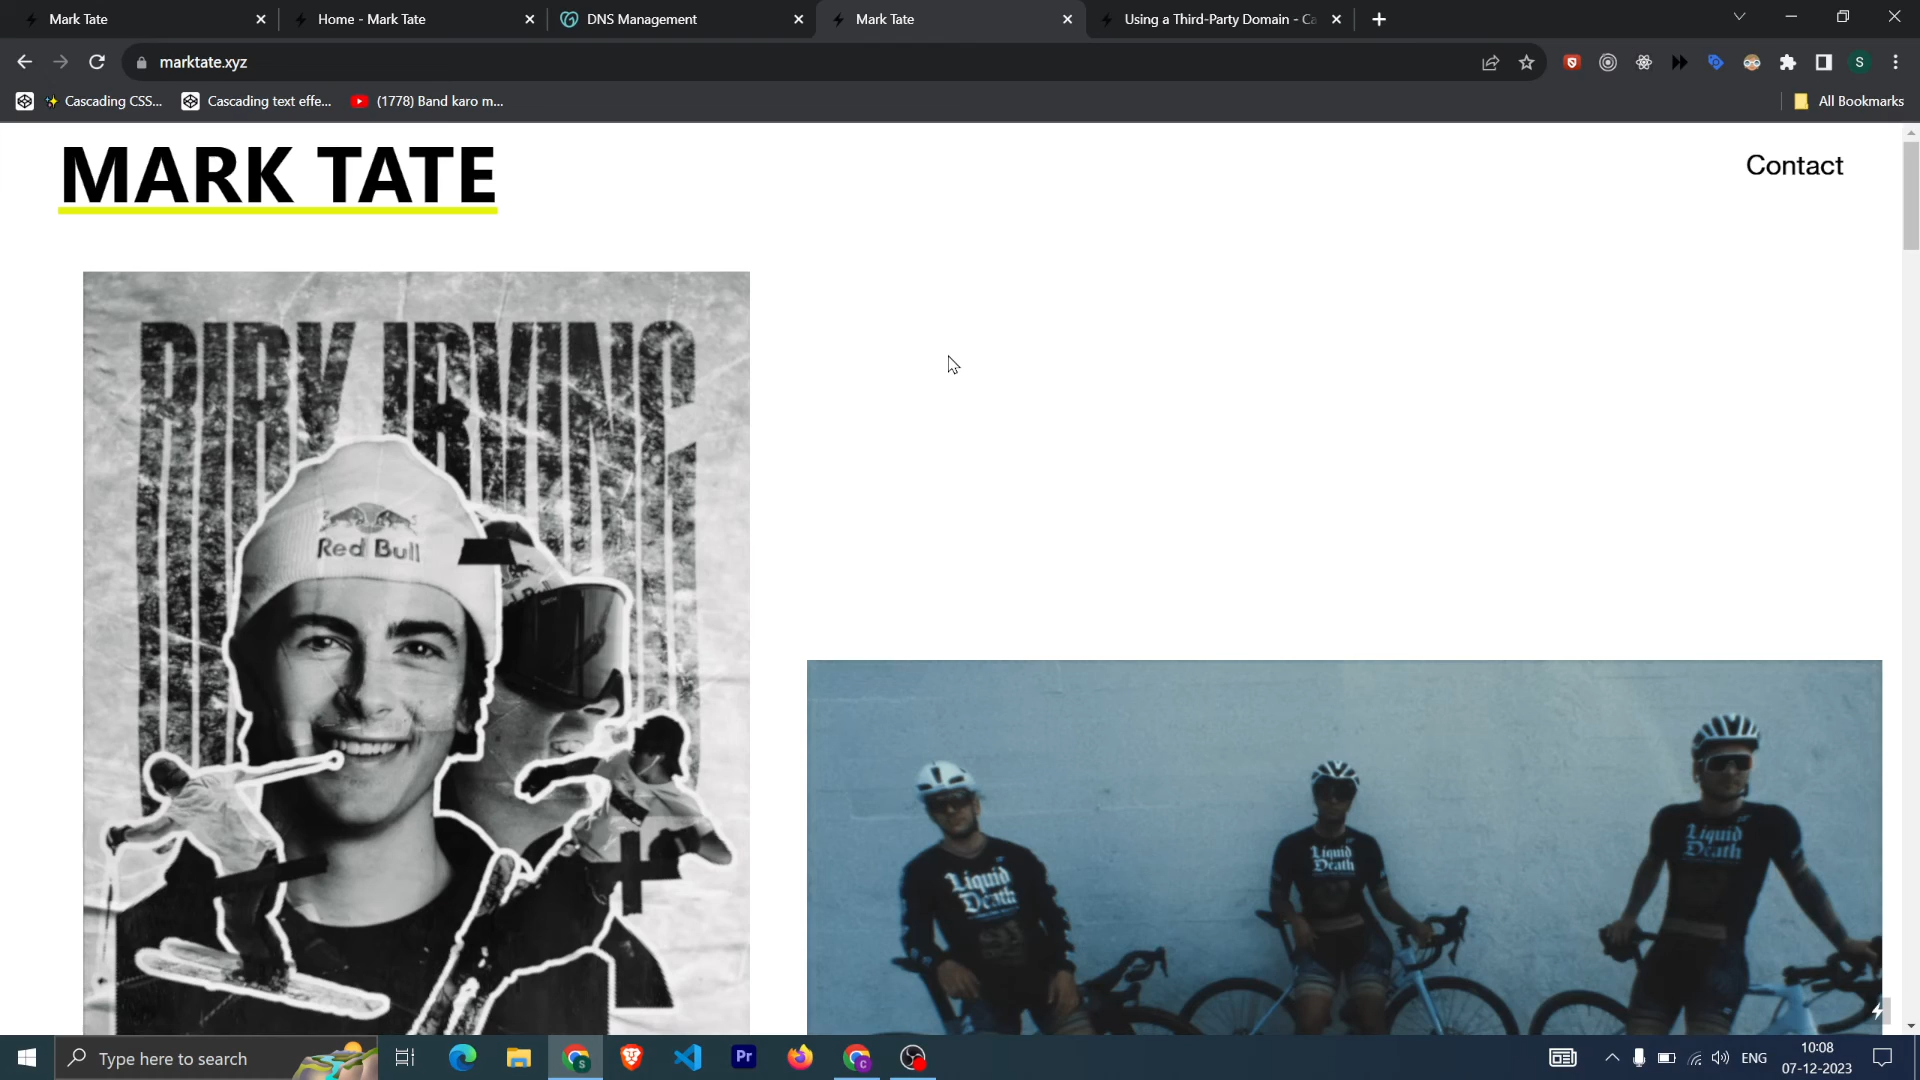 Mark Tate
Home - Mark Tate
DNS Management
Mark Tate
Using a Third-Party Domain - Ca
marktate.xyz
S
✨ Cascading CSS...
Cascading text effe...
(1778) Band karo m...
All Bookmarks
MARK TATE
Contact
Red Bull
Liquid
Death
Liquid
Death
Liquid
Death
Type here to search
Pr
ENG
10:08
07-12-2023